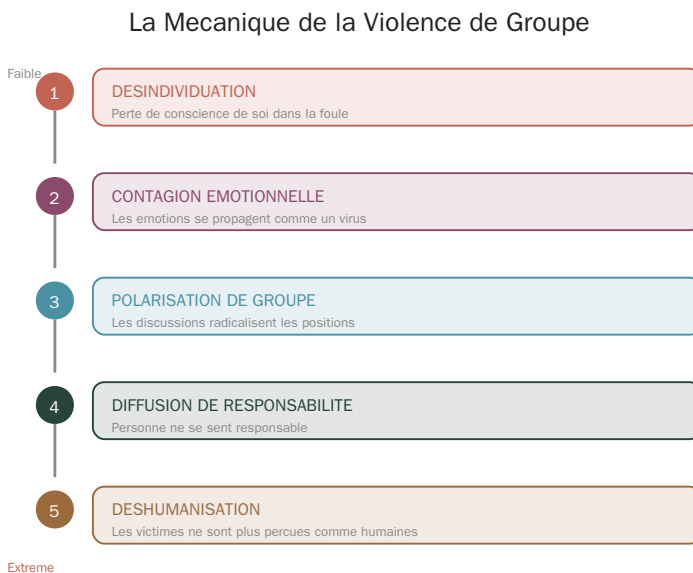 La Mecanique de la Violence de Groupe
Faible
1
DESINDIVIDUATION
Perte de conscience de soi dans la foule
2
CONTAGION EMOTIONNELLE
Les emotions se propagent comme un virus
3
POLARISATION DE GROUPE
Les discussions radicalisent les positions
4
DIFFUSION DE RESPONSABILITE
Personne ne se sent responsable
5
DESHUMANISATION
Les victimes ne sont plus percues comme humaines
Extreme